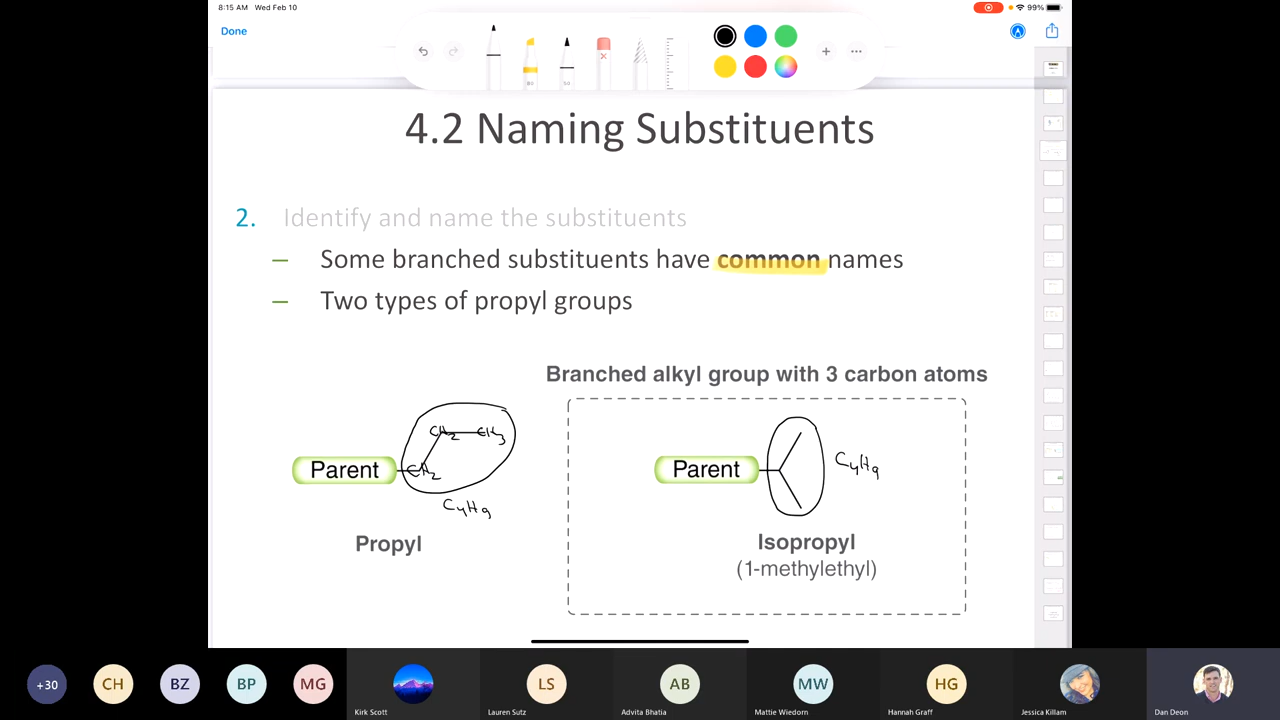 8:15 AM Wed Feb 10
99%
Done
4.2 Naming Substituents
2. Identify and name the substituents
— Some branched substituents have common names
— Two types of propyl groups
Branched alkyl group with 3 carbon atoms
CH2 CH3
Parent CH2
C4H9
Propyl
Parent C4H9
Isopropyl
(1-methylethyl)
+30 CH BZ BP MG LS AB MW HG
Kirk Scott Lauren Sutz Advita Bhatia Mattie Wiedorn Hannah Graff Jessica Killam Dan Deon